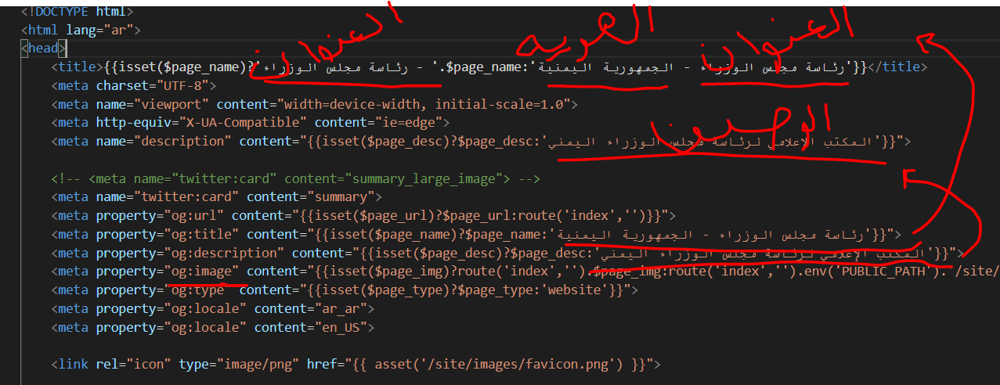 <!DOCTYPE html>
<html lang="ar">
<head>
العنوان
العنوان
<title>{{isset($page_name)?'رئاسة مجلس الوزراء - '.$page_name:'رئاسة مجلس الوزراء - الجمهورية اليمنية'}}</title>
<meta charset="UTF-8">
<meta name="viewport" content="width=device-width, initial-scale=1.0">
<meta http-equiv="X-UA-Compatible" content="ie=edge">
<meta name="description" content="{{isset($page_desc)?$page_desc:'المكتب الإعلامي لرئاسة مجلس الوزراء اليمني'}}">
<!-- <meta name="twitter:card" content="summary_large_image"> -->
<meta name="twitter:card" content="summary">
<meta property="og:url" content="{{isset($page_url)?$page_url:route('index','')}}">
<meta property="og:title" content="{{isset($page_name)?$page_name:'رئاسة مجلس الوزراء - الجمهورية اليمنية'}}">
<meta property="og:description" content="{{isset($page_desc)?$page_desc:'المكتب الإعلامي لرئاسة مجلس الوزراء اليمني'}}">
<meta property="og:image" content="{{isset($page_img)?route('index','').$page_img:route('index','').env('PUBLIC_PATH'). /site/
<meta property="og:type" content="{{isset($page_type)?$page_type:'website'}}">
<meta property="og:locale" content="ar_ar">
<meta property="og:locale" content="en_US">
<link rel="icon" type="image/png" href="{{ asset('/site/images/favicon.png') }}">